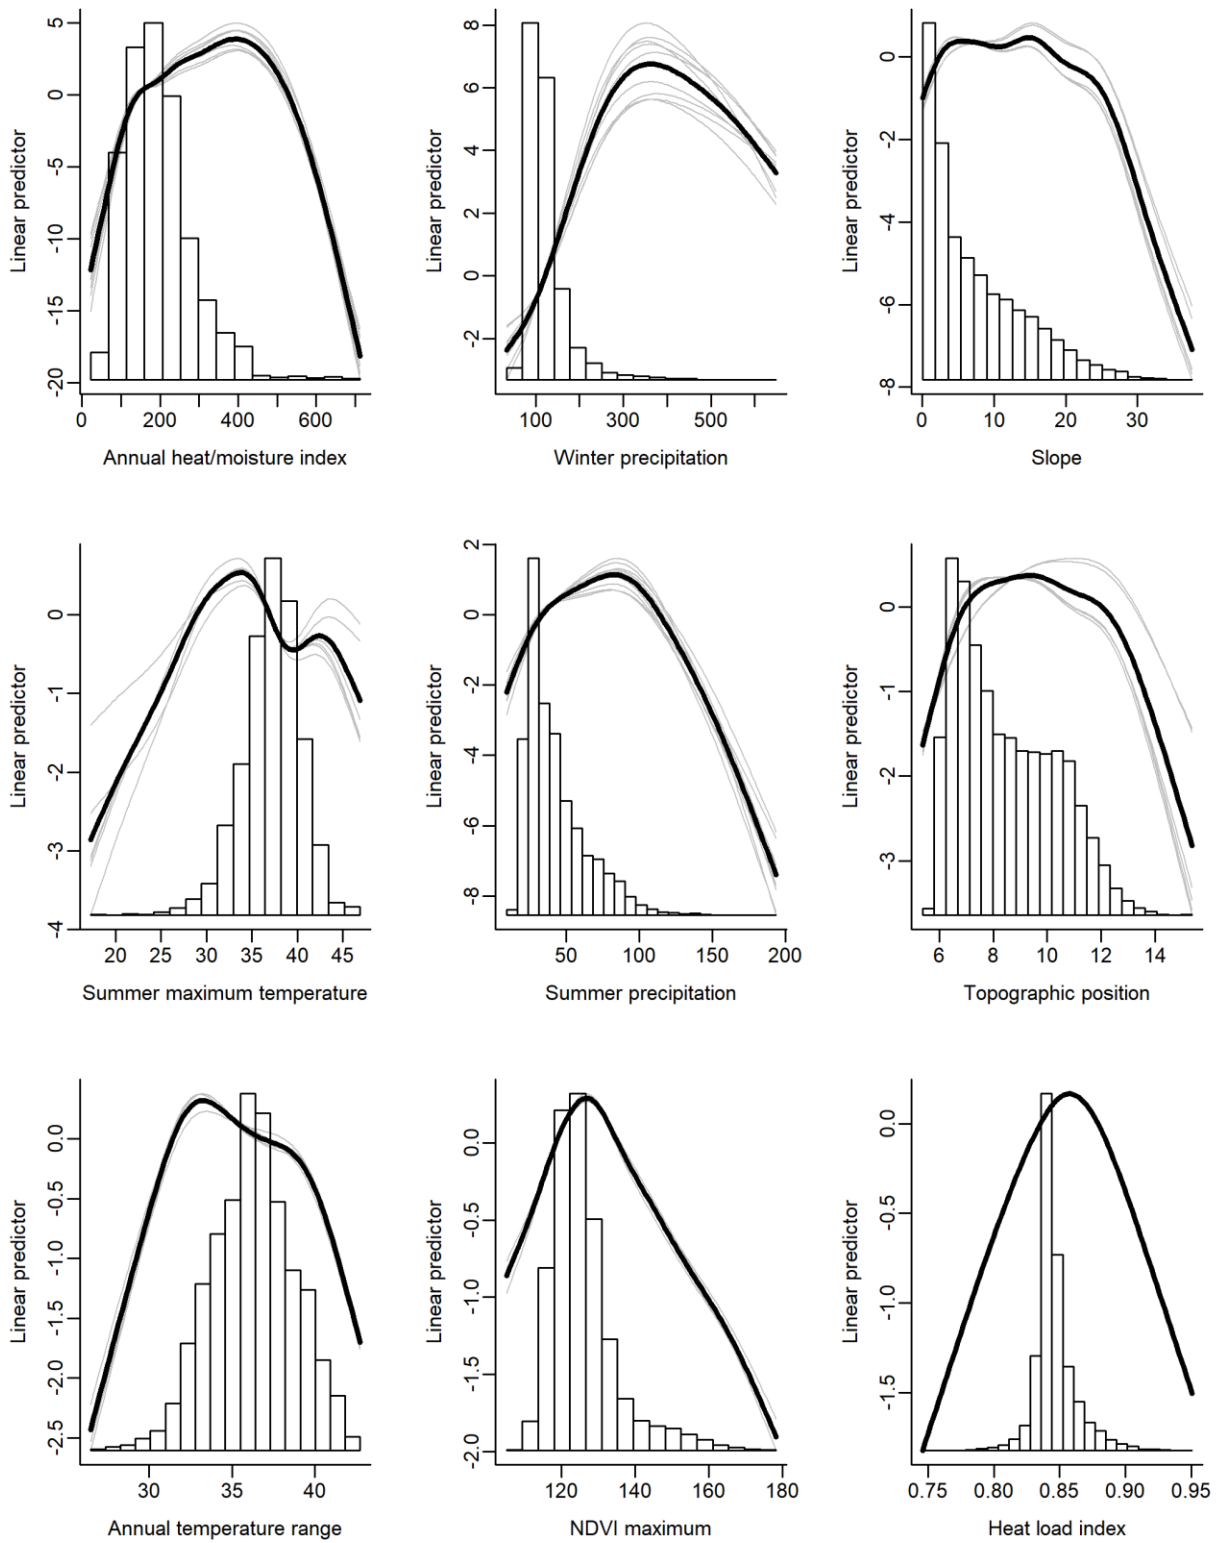 5
0
-5
-10
-15
-20
Linear predictor
0 200 400 600
Annual heat/moisture index
8
6
4
2
0
-2
Linear predictor
100 300 500
Winter precipitation
0
-2
-4
-6
-8
Linear predictor
0 10 20 30
Slope
0
-1
-2
-3
-4
Linear predictor
20 25 30 35 40 45
Summer maximum temperature
2
0
-2
-4
-6
-8
Linear predictor
50 100 150 200
Summer precipitation
0
-1
-2
-3
Linear predictor
6 8 10 12 14
Topographic position
0.0
-0.5
-1.0
-1.5
-2.0
-2.5
Linear predictor
30 35 40
Annual temperature range
0.0
-0.5
-1.0
-1.5
-2.0
Linear predictor
120 140 160 180
NDVI maximum
0.0
-0.5
-1.0
-1.5
Linear predictor
0.75 0.80 0.85 0.90 0.95
Heat load index